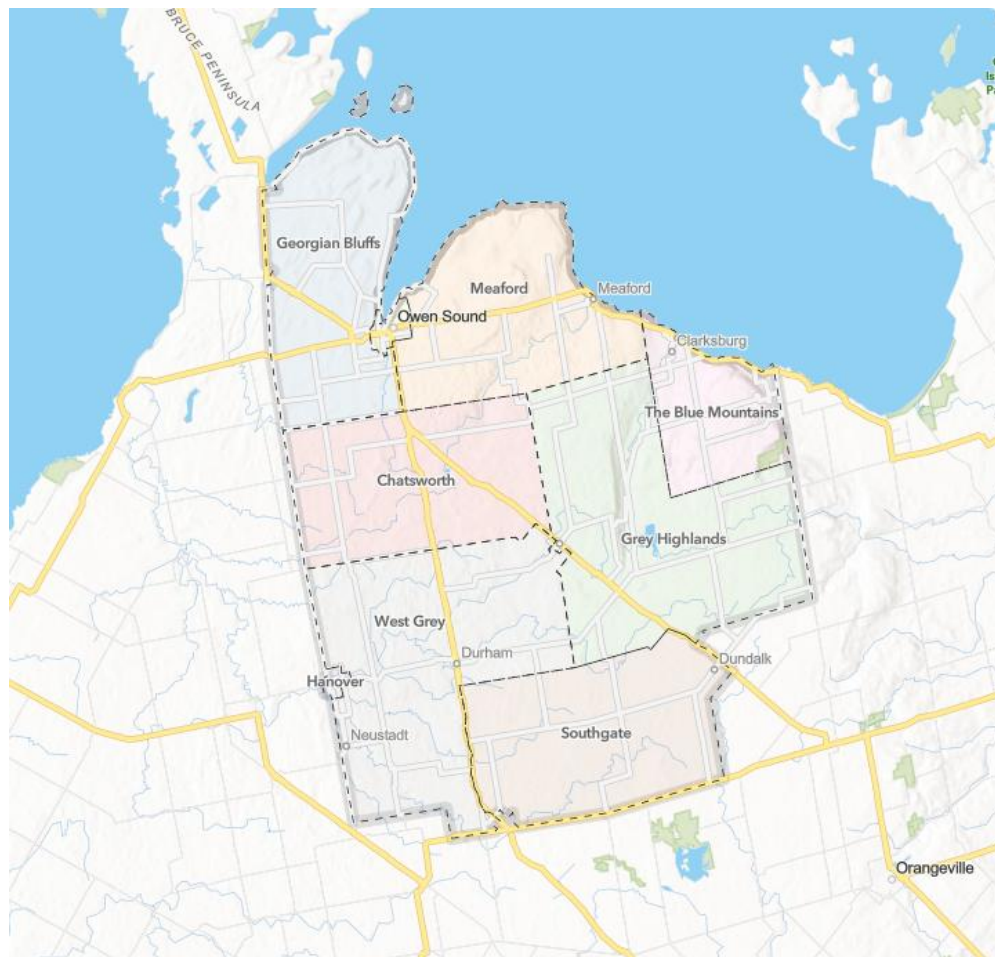 BRUCE PENINSULA
Georgian Bluffs
Meaford
Meaford
Owen Sound
Clarksburg
The Blue Mountains
Chatsworth
Grey Highlands
West Grey
Durham
Dundalk
Hanover
Southgate
Neustadt
Orangeville